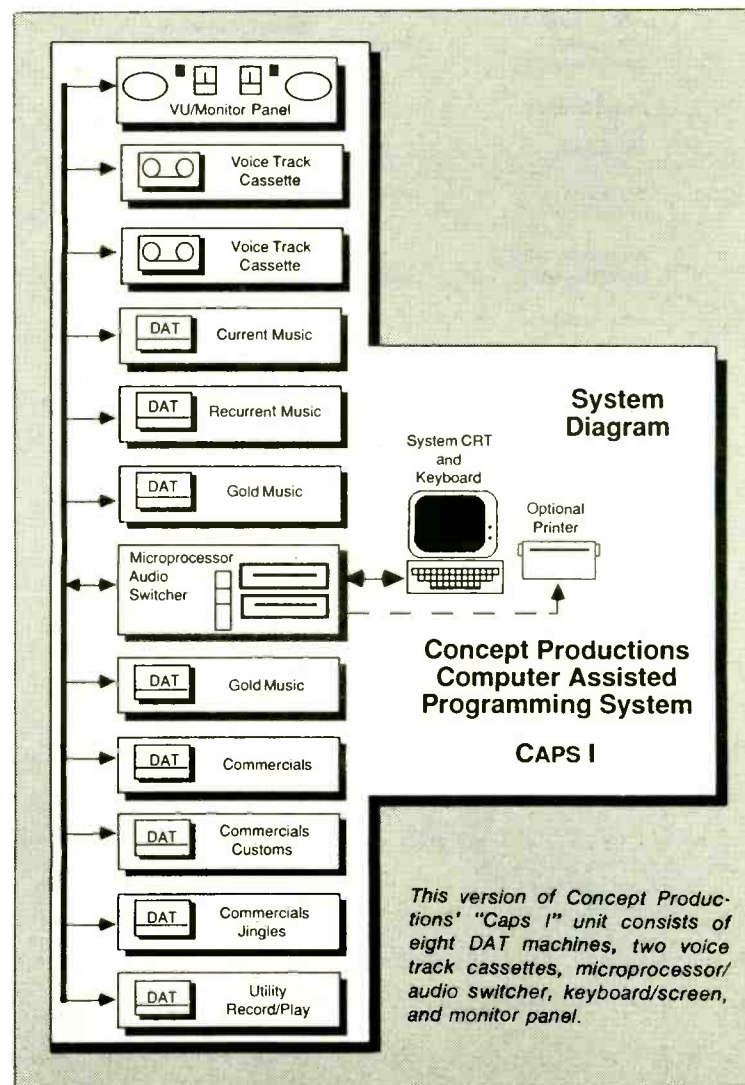 VU/Monitor Panel
Voice Track
Cassette
Voice Track
Cassette
DAT
Current Music
DAT
Recurrent Music
DAT
Gold Music
Microprocessor
Audio
Switcher
System CRT
and
Keyboard
Optional
Printer
System
Diagram
DAT
Gold Music
DAT
Commercials
DAT
Commercials
Customs
DAT
Commercials
Jingles
DAT
Utility
Record/Play
Concept Productions
Computer Assisted
Programming System
CAPS I
This version of Concept Produc-
tions' "Caps I" unit consists of
eight DAT machines, two voice
track cassettes, microprocessor/
audio switcher, keyboard/screen,
and monitor panel.